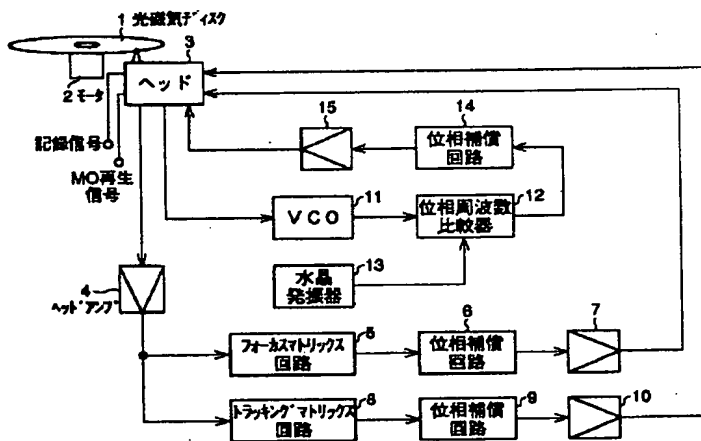 1 光磁気ディスク
3
ヘッド
2 モータ
記録信号
MO再生
信号
15
14
位相補償
回路
11
VCO
位相周波数
比較器
12
13
水晶
発振器
4
ヘッドアンプ
フォーカスマトリックス
回路
5
6
位相補償
回路
7
トラッキングマトリックス
回路
8
位相補償
回路
9
10